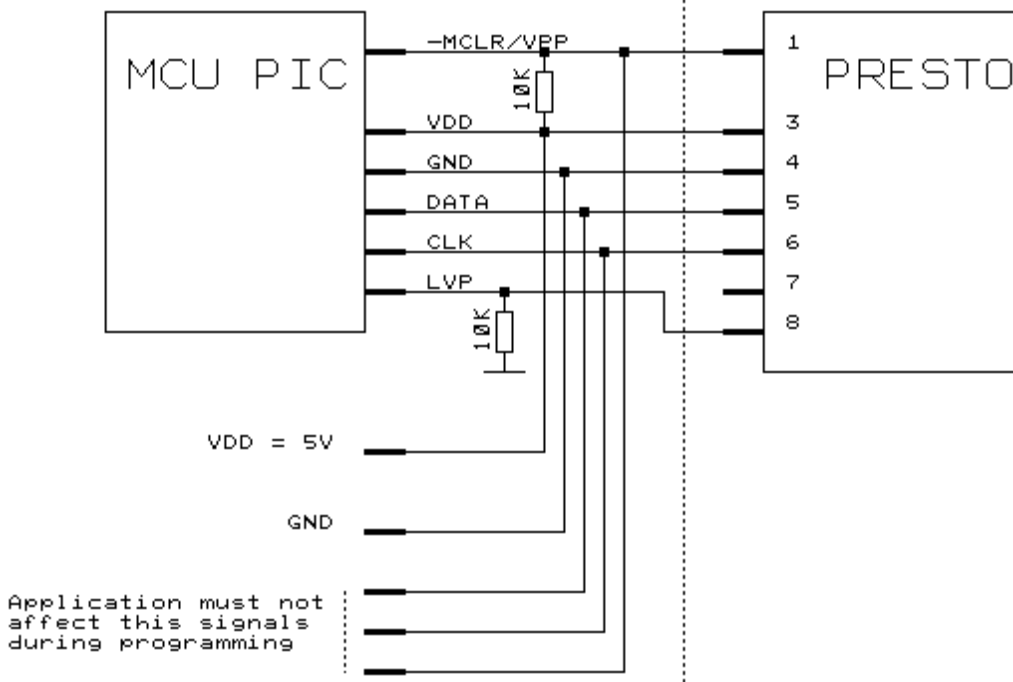 MCU PIC
-MCLR/VPP
10K
VDD
GND
DATA
CLK
LVP
10K
1
PRESTO
3
4
5
6
7
8
VDD = 5V
GND
Application must not
affect this signals
during programming